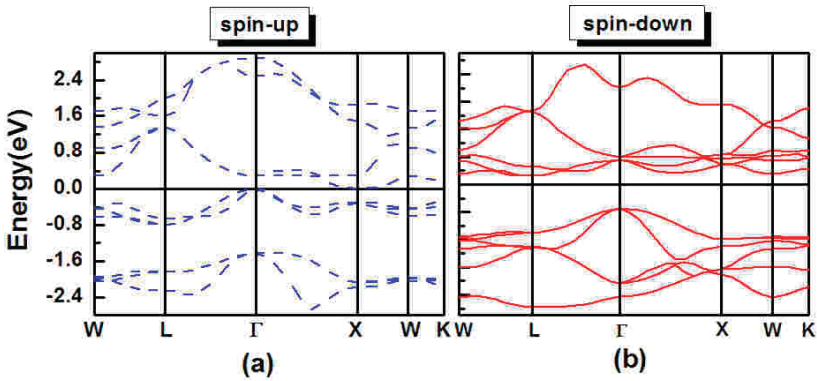 spin-up
spin-down
Energy(eV)
2.4
1.6
0.8
0.0
-0.8
-1.6
-2.4
W L Γ X W K
W L Γ X W K
(a)
(b)